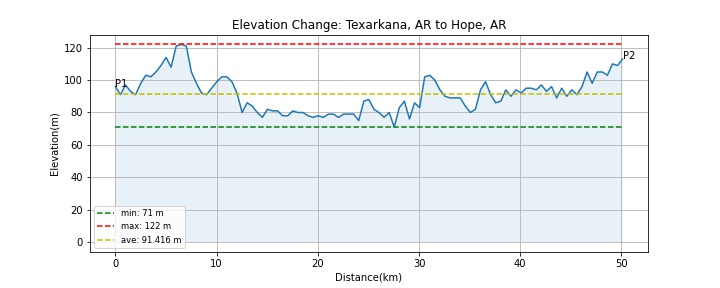 Elevation Change: Texarkana, AR to Hope, AR
Elevation(m)
120
100
80
60
40
20
0
P1
P2
min: 71 m
max: 122 m
ave: 91.416 m
0 10 20 30 40 50
Distance(km)